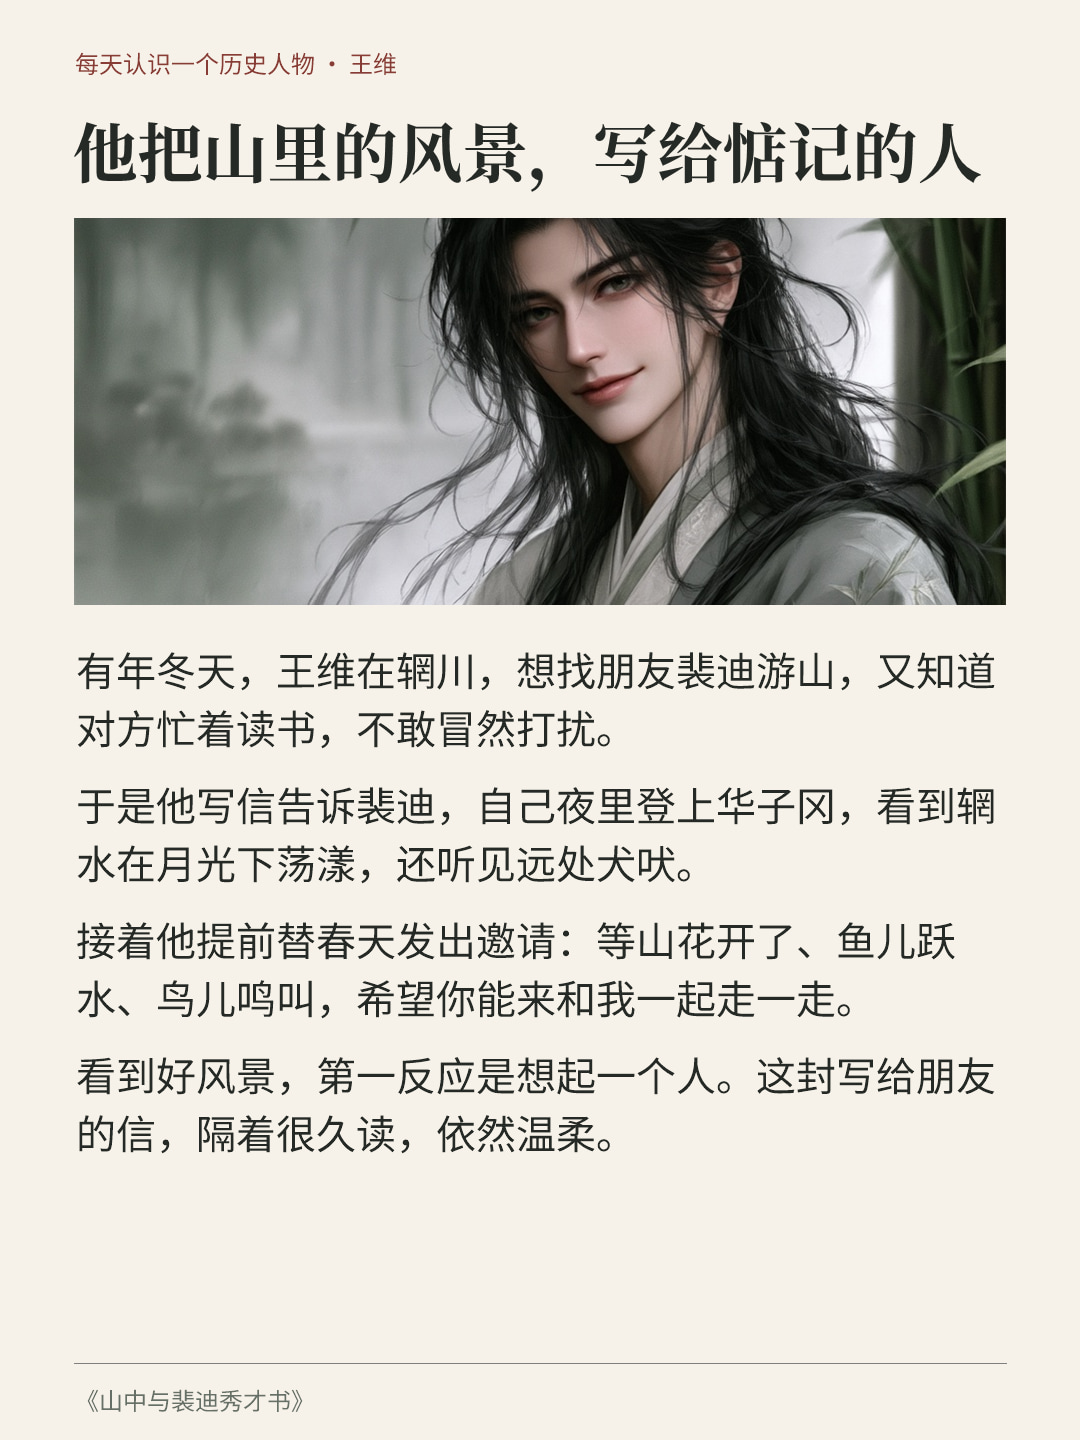 每天认识一个历史人物 · 王维
他把山里的风景，写给惦记的人
有年冬天，王维在辋川，想找朋友裴迪游山，又知道
对方忙着读书，不敢冒然打扰。
于是他写信告诉裴迪，自己夜里登上华子冈，看到辋
水在月光下荡漾，还听见远处犬吠。
接着他提前替春天发出邀请：等山花开了、鱼儿跃
水、鸟儿鸣叫，希望你能来和我一起走一走。
看到好风景，第一反应是想起一个人。这封写给朋友
的信，隔着很久读，依然温柔。
《山中与裴迪秀才书》